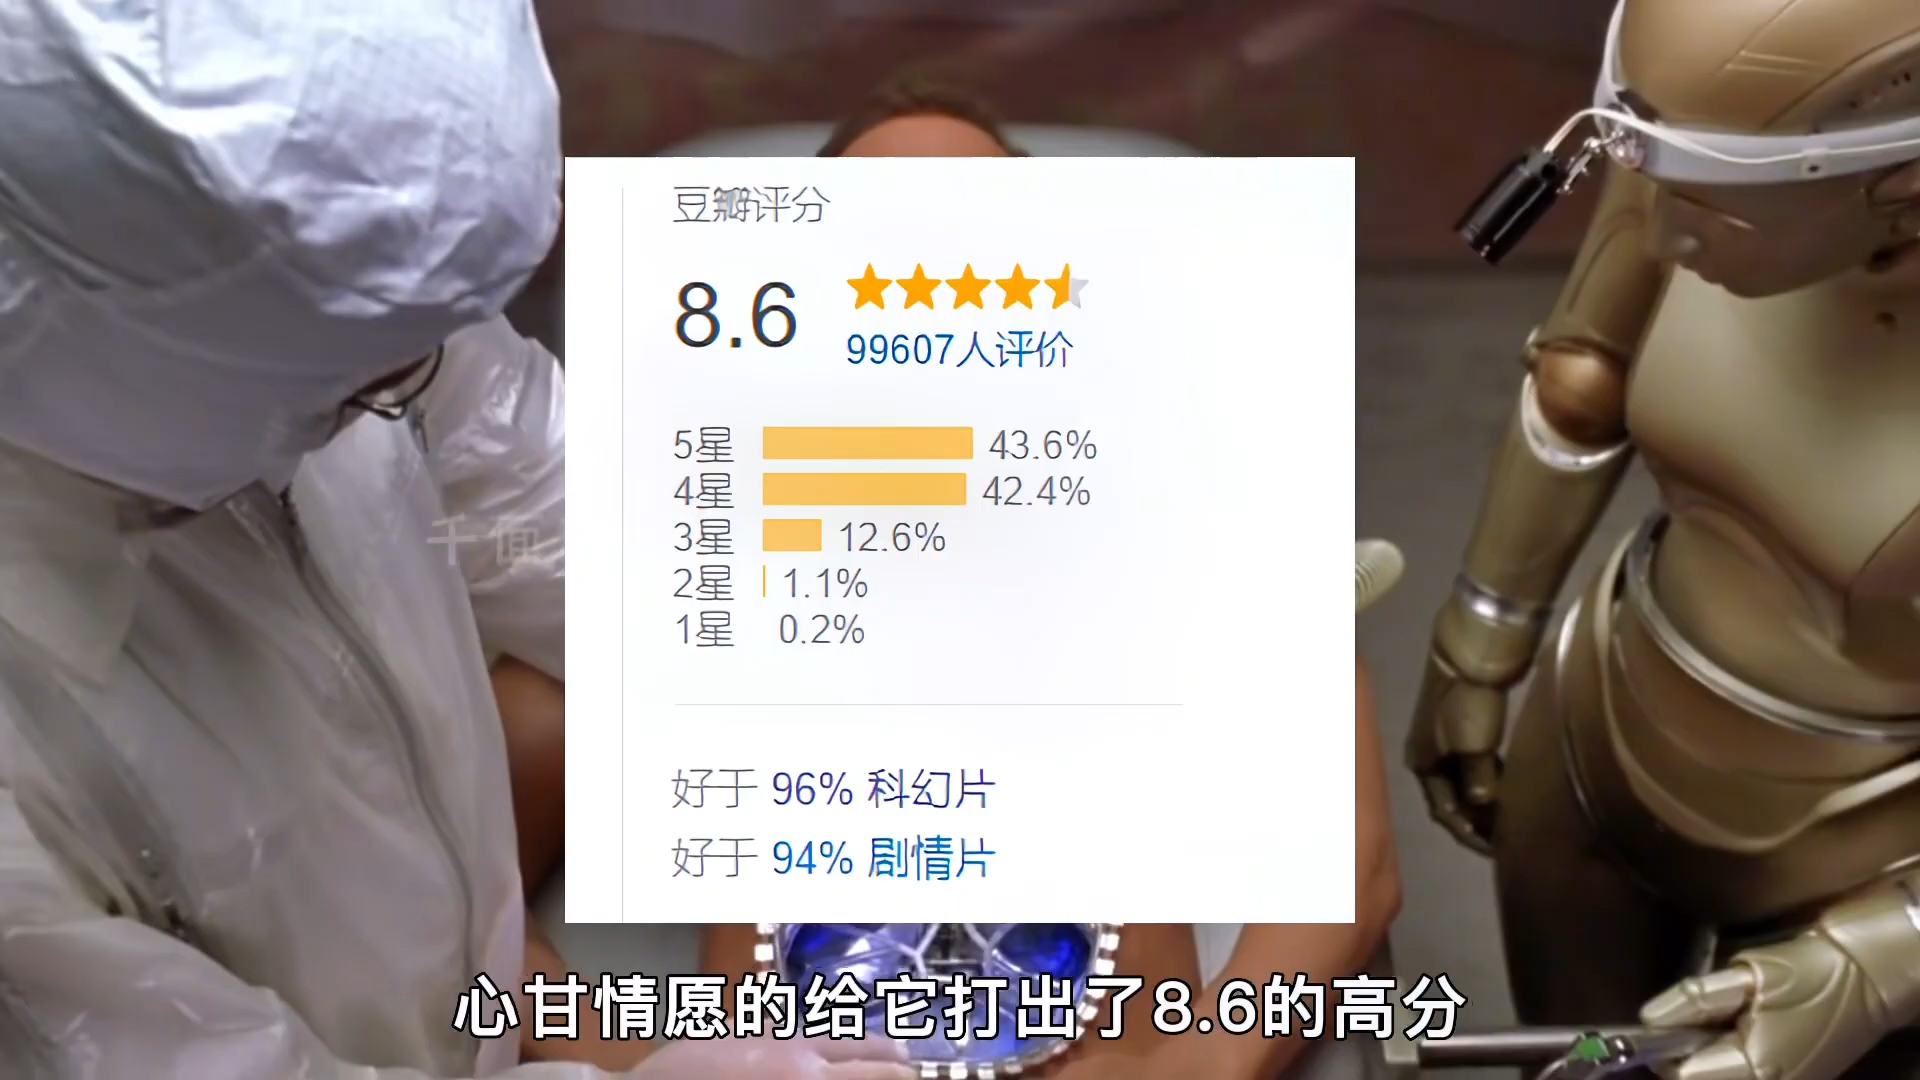 豆瓣评分
8.6
99607人评价
5星 43.6%
4星 42.4%
3星 12.6%
2星 1.1%
1星 0.2%
好于 96% 科幻片
好于 94% 剧情片
千面
心甘情愿的给它打出了8.6的高分